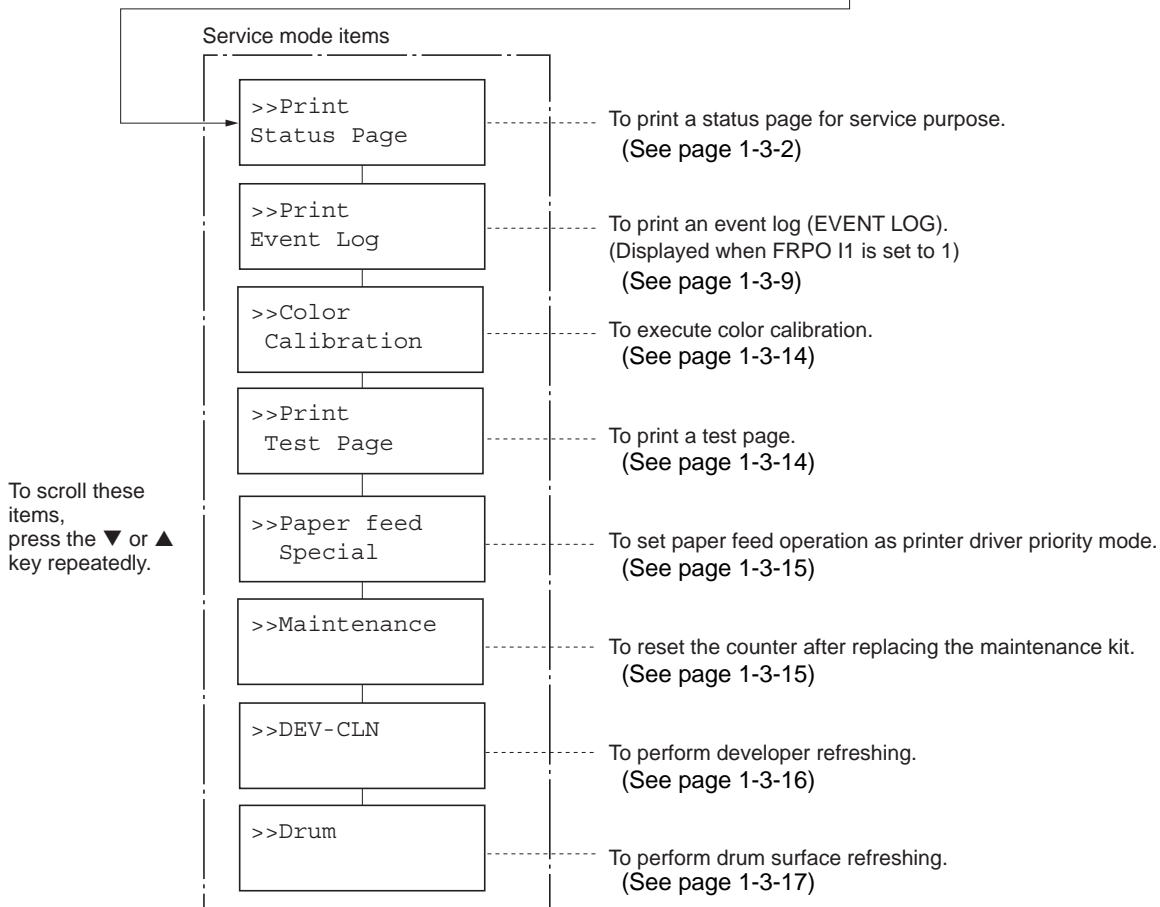 Service mode items
>>Print
Status Page
To print a status page for service purpose.
(See page 1-3-2)
>>Print
Event Log
To print an event log (EVENT LOG).
(Displayed when FRPO I1 is set to 1)
(See page 1-3-9)
>>Color
Calibration
To execute color calibration.
(See page 1-3-14)
>>Print
Test Page
To print a test page.
(See page 1-3-14)
To scroll these
items,
press the ▼ or ▲
key repeatedly.
>>Paper feed
Special
To set paper feed operation as printer driver priority mode.
(See page 1-3-15)
>>Maintenance
To reset the counter after replacing the maintenance kit.
(See page 1-3-15)
>>DEV-CLN
To perform developer refreshing.
(See page 1-3-16)
>>Drum
To perform drum surface refreshing.
(See page 1-3-17)